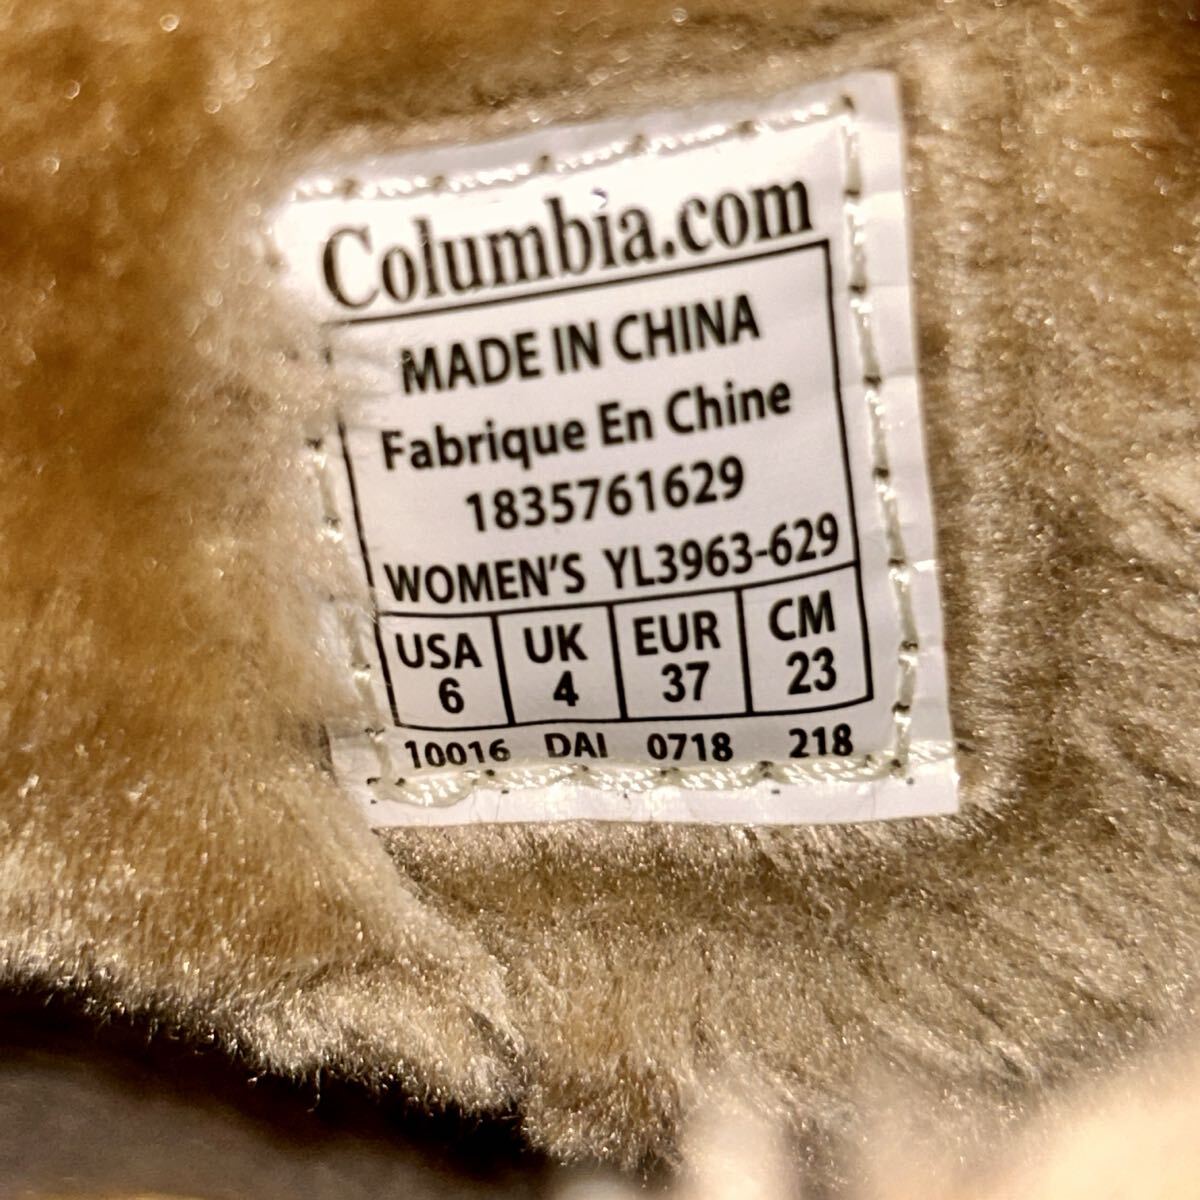 Columbia.com
MADE IN CHINA
Fabrique En Chine
1835761629
WOMEN'S YL3963-629
USA UK EUR CM
6 4 37 23
10016 DAI 0718 218